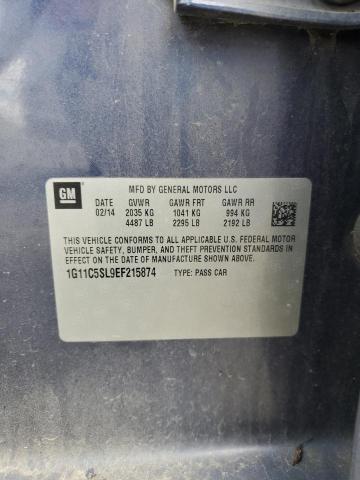 GM
MFD BY GENERAL MOTORS LLC
DATE GVWR GAWR FRT GAWR RR
02/14 2035 KG 1041 KG 994 KG
4487 LB 2295 LB 2192 LB
THIS VEHICLE CONFORMS TO ALL APPLICABLE U.S. FEDERAL MOTOR
VEHICLE SAFETY, BUMPER, AND THEFT PREVENTION STANDARDS IN
EFFECT ON THE DATE OF MANUFACTURE SHOWN ABOVE.
1G11C5SL9EF215874 TYPE: PASS CAR